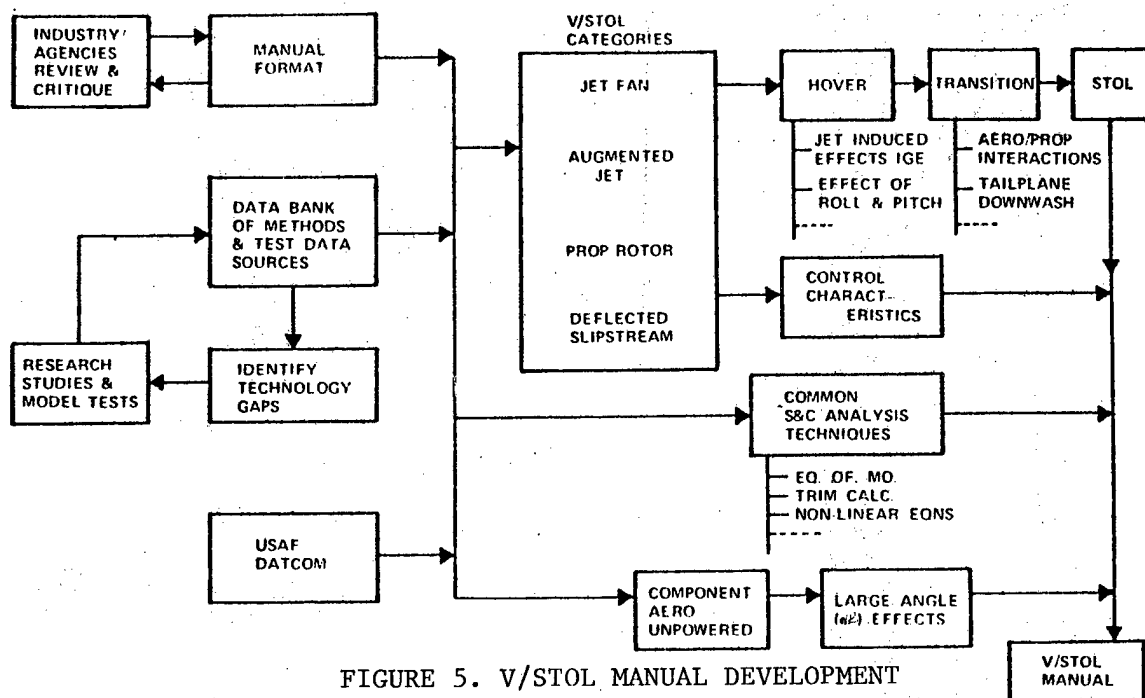 INDUSTRY/
AGENCIES
REVIEW &
CRITIQUE
MANUAL
FORMAT
DATA BANK
OF METHODS
& TEST DATA
SOURCES
RESEARCH
STUDIES &
MODEL TESTS
IDENTIFY
TECHNOLOGY
GAPS
USAF
DATCOM
V/STOL
CATEGORIES
JET FAN
AUGMENTED
JET
PROP ROTOR
DEFLECTED
SLIPSTREAM
HOVER
JET INDUCED
EFFECTS IGE
EFFECT OF
ROLL & PITCH
TRANSITION
AERO/PROP
INTERACTIONS
TAILPLANE
DOWNWASH
STOL
CONTROL
CHARACT-
ERISTICS
COMMON
S&C ANALYSIS
TECHNIQUES
EQ. OF. MO.
TRIM CALC.
NON-LINEAR EQNS
COMPONENT
AERO
UNPOWERED
LARGE ANGLE
EFFECTS
V/STOL
MANUAL
FIGURE 5. V/STOL MANUAL DEVELOPMENT